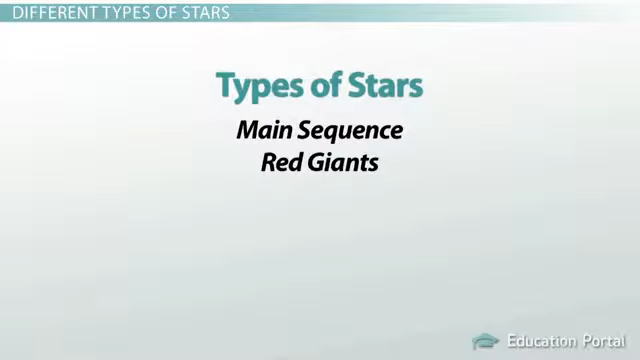 DIFFERENT TYPES OF STARS
Types of Stars
Main Sequence
Red Giants
Education Portal